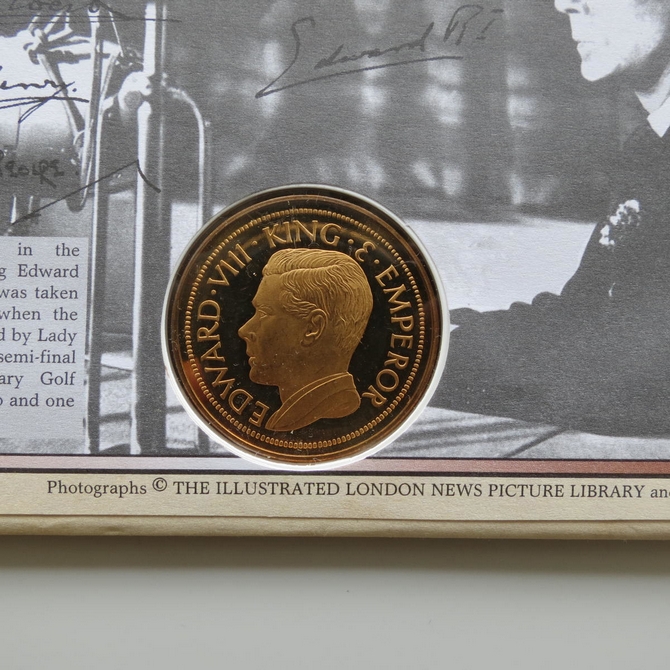 Edward RI
in the
g Edward
was taken
when the
d by Lady
semi-final
ary Golf
o and one
EDWARD · VIII · KING · & · EMPEROR
Photographs © THE ILLUSTRATED LONDON NEWS PICTURE LIBRARY and